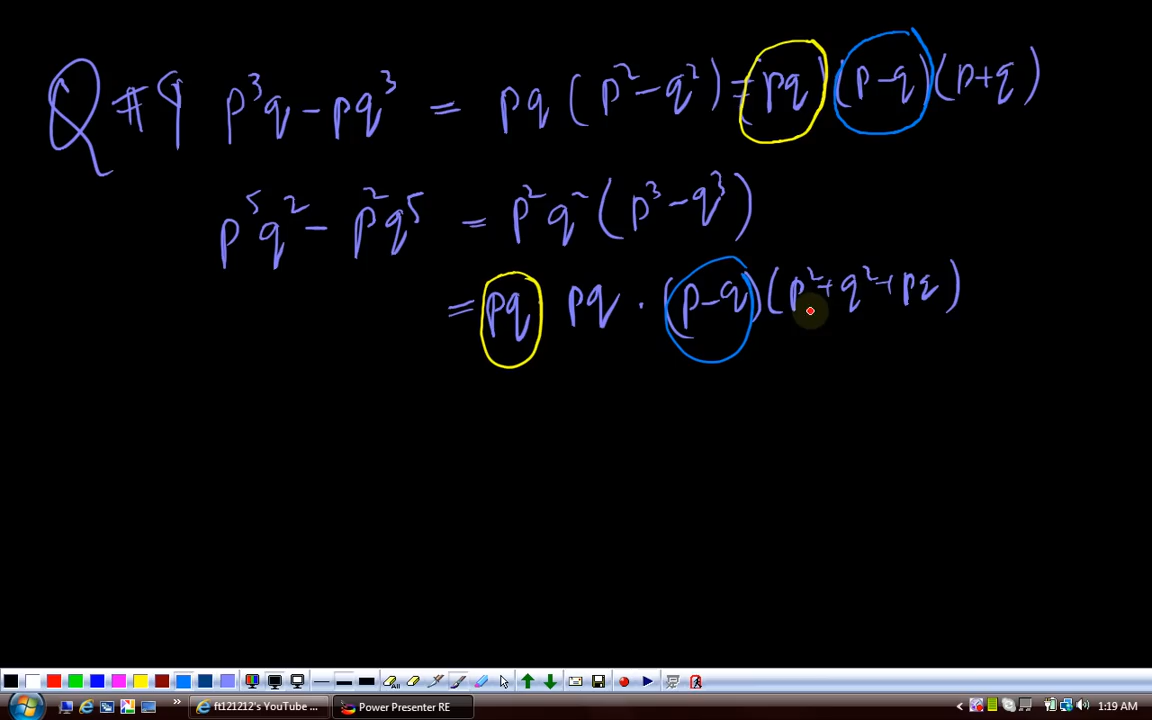 Q #9 p³q - pq³ = pq (p² - q²) = (pq) (p-q)(p+q)
p⁵q² - p²q⁵ = p²q² (p³ - q³)
= pq pq · (p-q)(p² + q² + pq)
ft121212's YouTube ... Power Presenter RE 1:19 AM